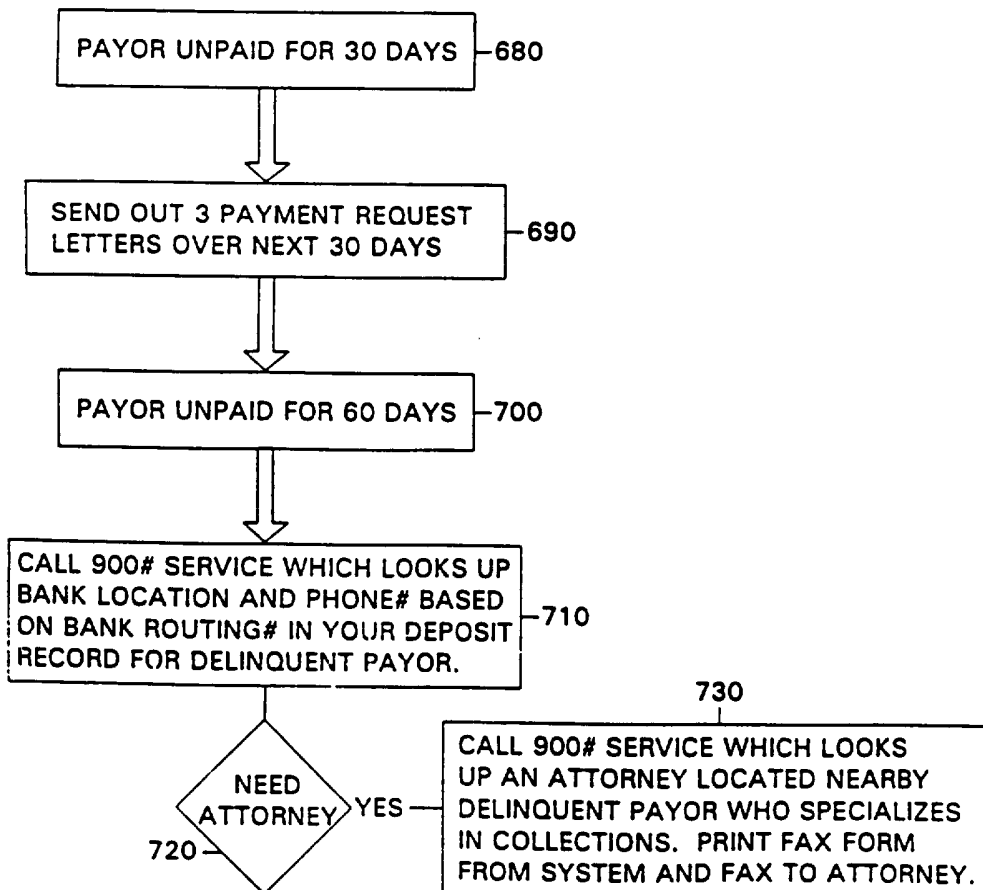 PAYOR UNPAID FOR 30 DAYS
680
SEND OUT 3 PAYMENT REQUEST
LETTERS OVER NEXT 30 DAYS
690
PAYOR UNPAID FOR 60 DAYS
700
CALL 900# SERVICE WHICH LOOKS UP
BANK LOCATION AND PHONE# BASED
ON BANK ROUTING# IN YOUR DEPOSIT
RECORD FOR DELINQUENT PAYOR.
710
NEED
ATTORNEY
720
YES
730
CALL 900# SERVICE WHICH LOOKS
UP AN ATTORNEY LOCATED NEARBY
DELINQUENT PAYOR WHO SPECIALIZES
IN COLLECTIONS. PRINT FAX FORM
FROM SYSTEM AND FAX TO ATTORNEY.